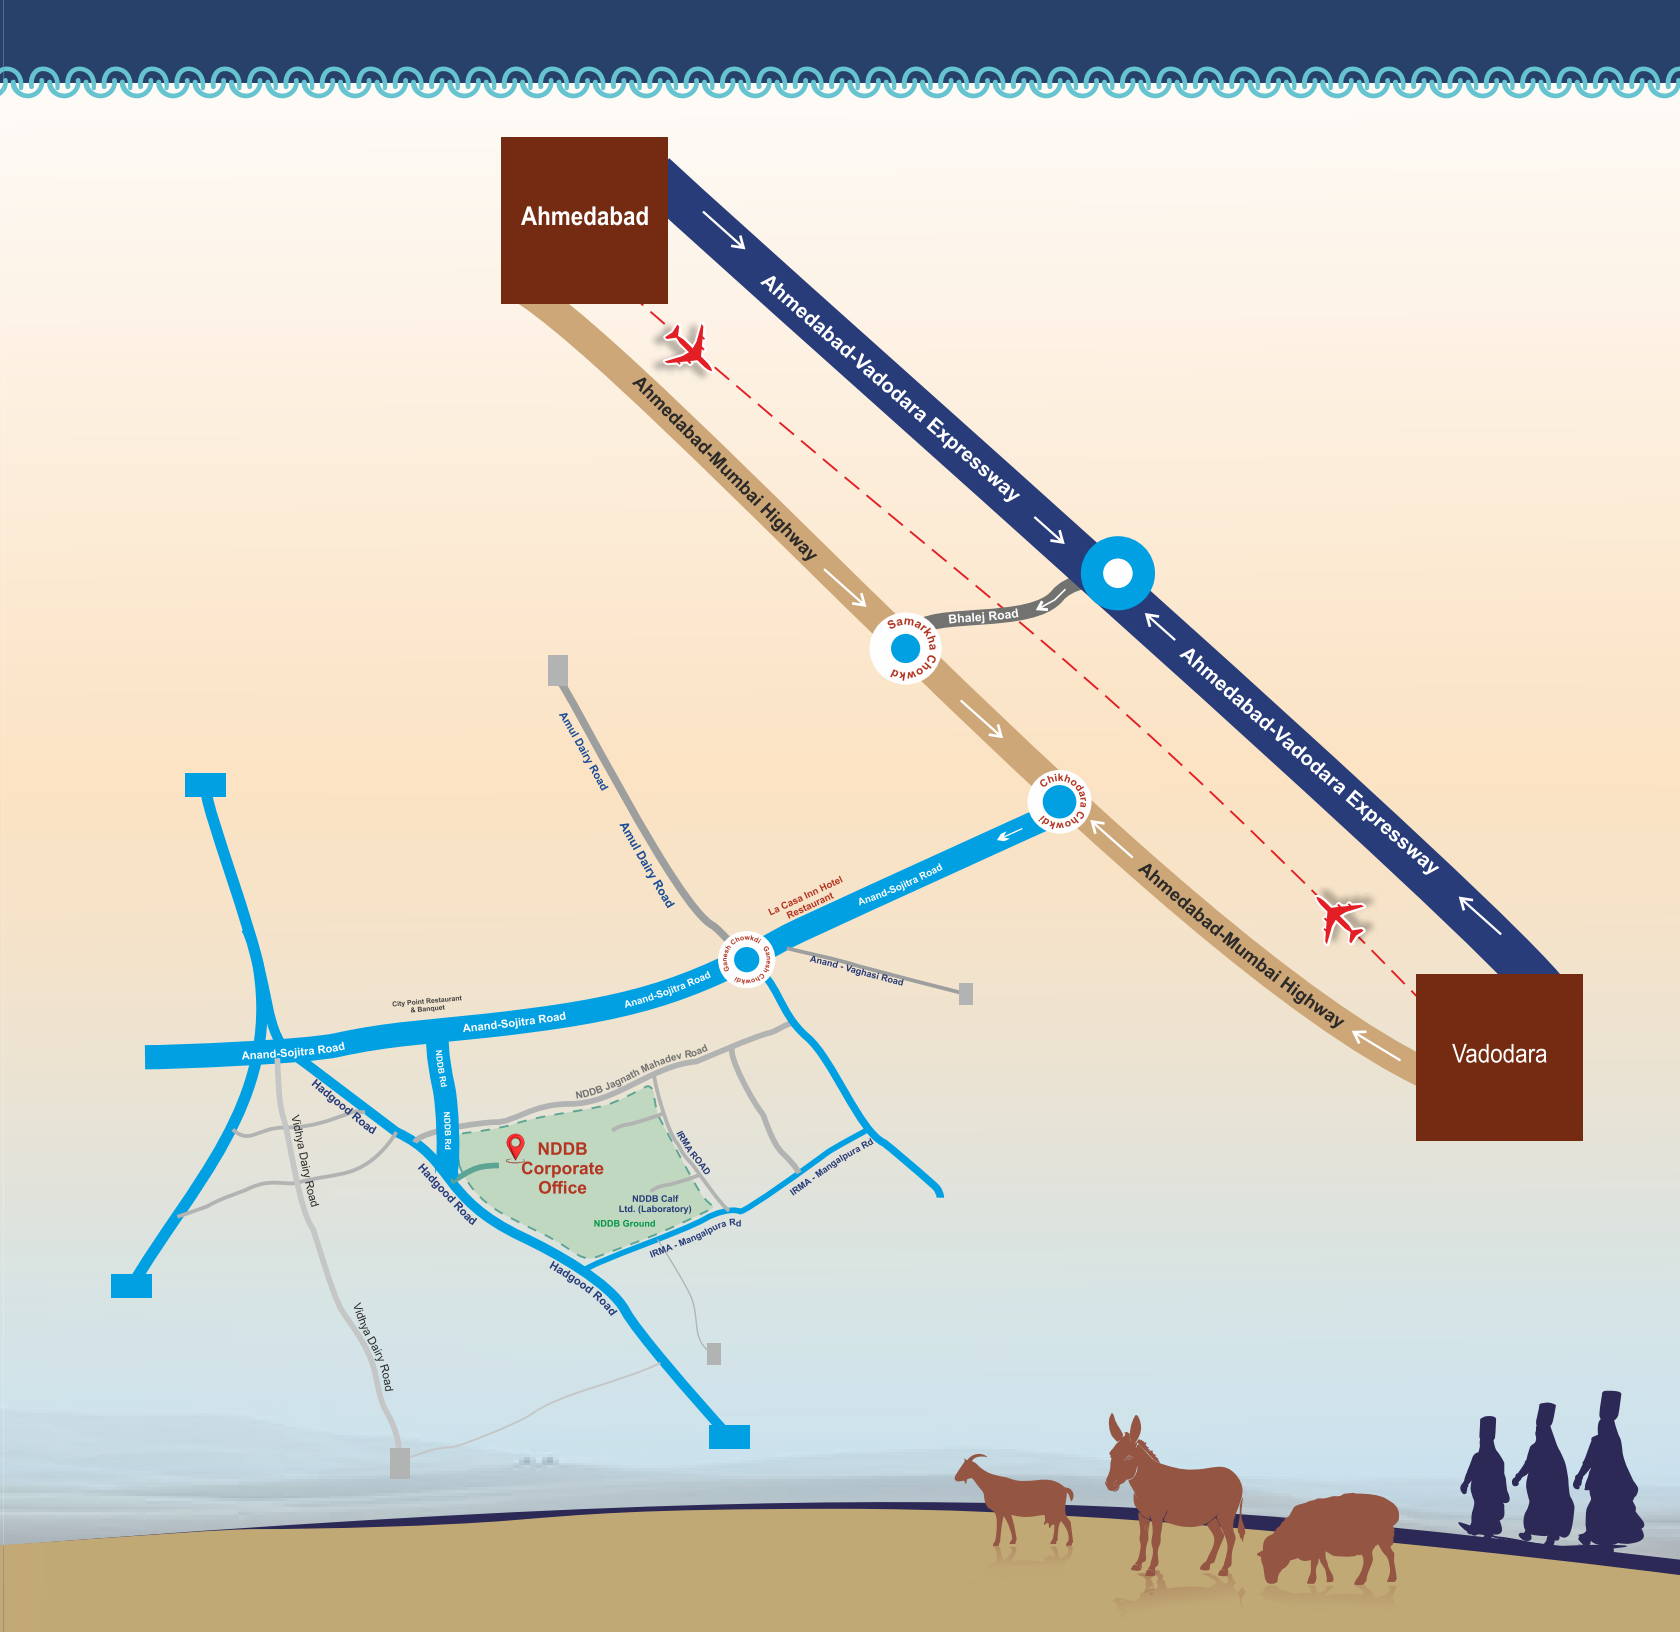 Ahmedabad
Ahmedabad-Vadodara Expressway
Ahmedabad-Mumbai Highway
Bhalej Road
Samarkha Chowkd
Ahmedabad-Vadodara Expressway
Amul Dairy Road
Amul Dairy Road
Chikhodara Chowkdi
La Casa Inn Hotel
Restaurant
Anand-Sojitra Road
Ahmedabad-Mumbai Highway
Ganesh Chowkdi Ganesh Chowkdi
Anand - Vaghasi Road
Anand-Sojitra Road
City Point Restaurant
& Banquet
Anand-Sojitra Road
Anand-Sojitra Road
Vadodara
NDDB Rd
NDDB Rd
NDDB Jagnath Mahadev Road
Hadgood Road
Vidhya Dairy Road
NDDB
Corporate
Office
IRMA ROAD
IRMA - Mangalpura Rd
Hadgood Road
NDDB Calf
Ltd. (Laboratory)
NDDB Ground
IRMA - Mangalpura Rd
Hadgood Road
Vidhya Dairy Road